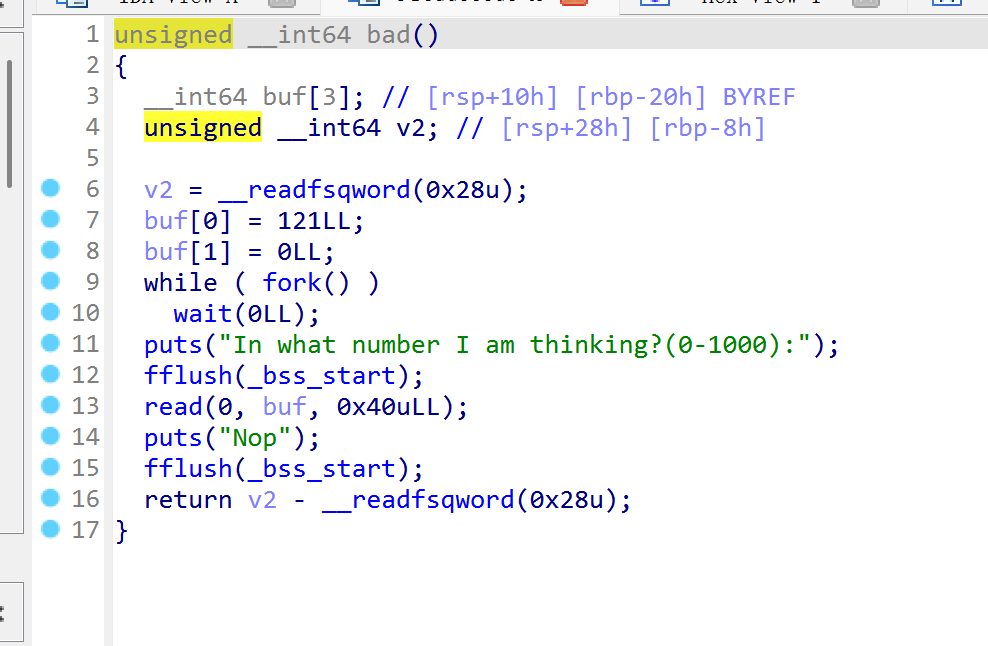 1 unsigned __int64 bad()
2 {
3 __int64 buf[3]; // [rsp+10h] [rbp-20h] BYREF
4 unsigned __int64 v2; // [rsp+28h] [rbp-8h]
5
6 v2 = __readfsqword(0x28u);
7 buf[0] = 121LL;
8 buf[1] = 0LL;
9 while ( fork() )
10 wait(0LL);
11 puts("In what number I am thinking?(0-1000):");
12 fflush(_bss_start);
13 read(0, buf, 0x40uLL);
14 puts("Nop");
15 fflush(_bss_start);
16 return v2 - __readfsqword(0x28u);
17 }